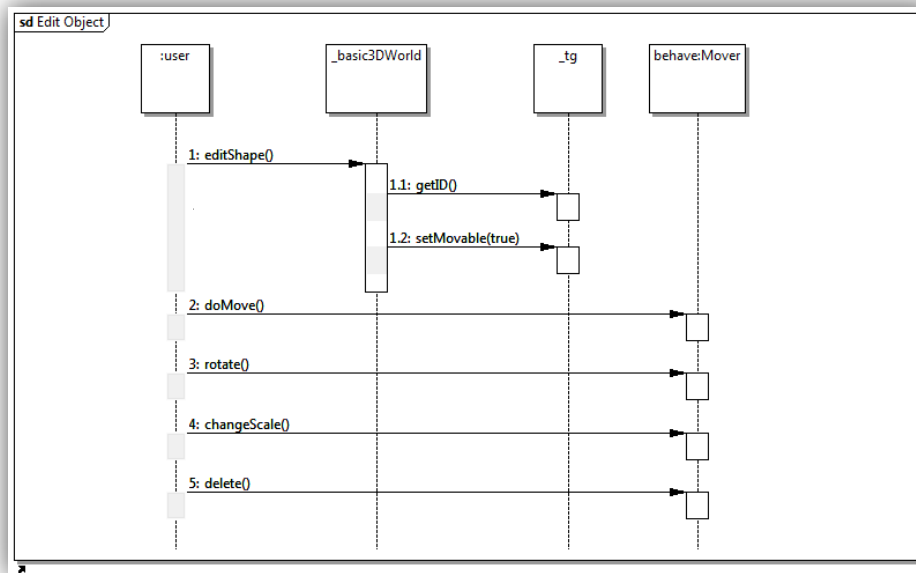 sd Edit Object
:user
_basic3DWorld
_tg
behave:Mover
1: editShape()
1.1: getID()
1.2: setMovable(true)
2: doMove()
3: rotate()
4: changeScale()
5: delete()